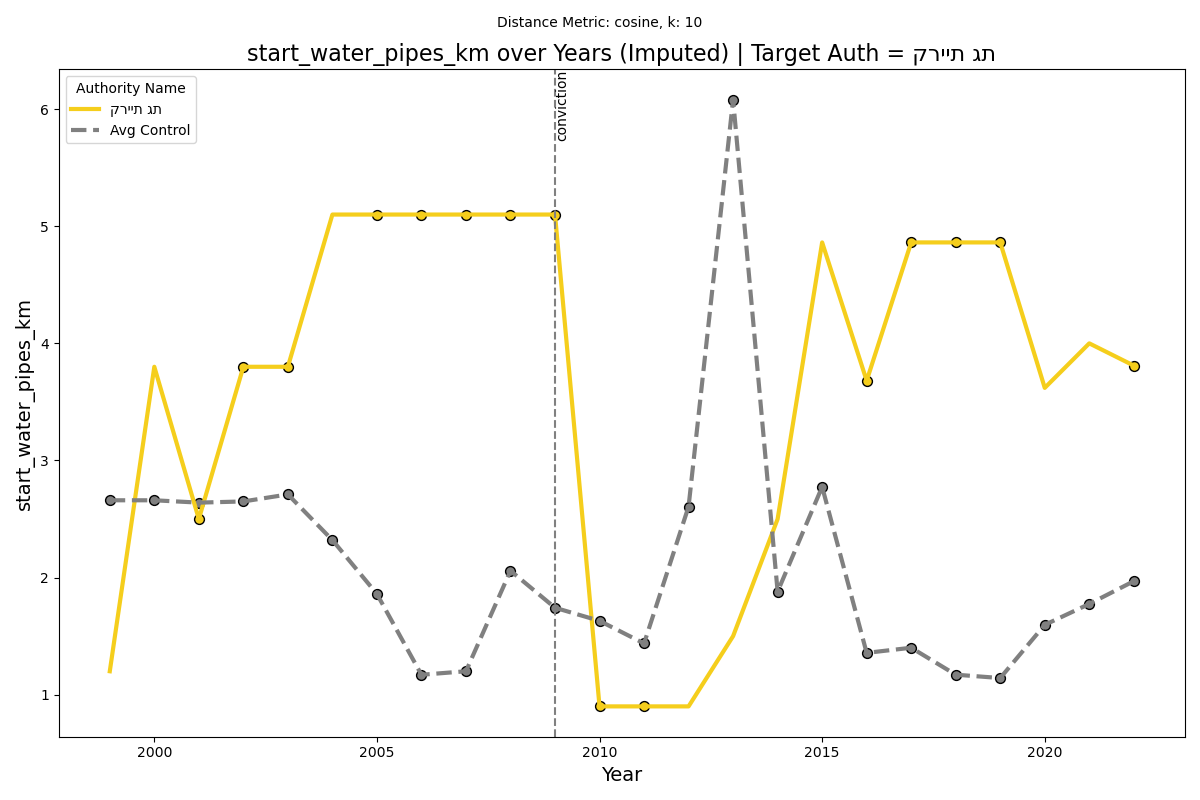 Distance Metric: cosine, k: 10
start_water_pipes_km over Years (Imputed) | Target Auth = קריית גת
Authority Name
קריית גת
Avg Control
conviction
6
5
4
3
2
1
start_water_pipes_km
2000
2005
2010
2015
2020
Year